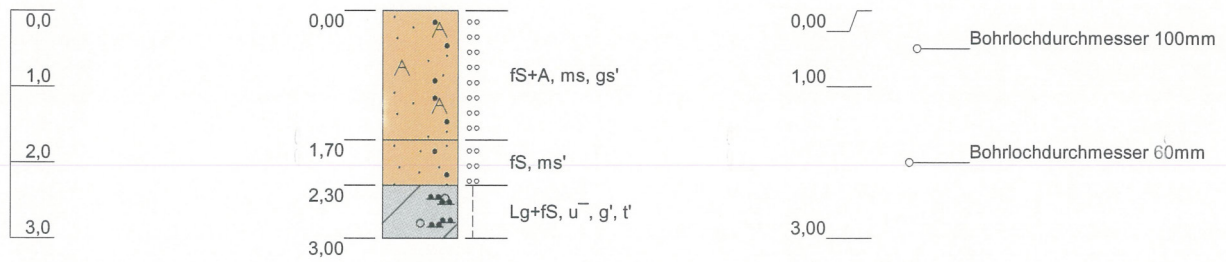 0,0
1,0
2,0
3,0
0,00
1,70
2,30
3,00
A
A
A
fS+A, ms, gs'
fS, ms'
Lg+fS, u¯, g', t'
0,00
1,00
3,00
Bohrlochdurchmesser 100mm
Bohrlochdurchmesser 60mm